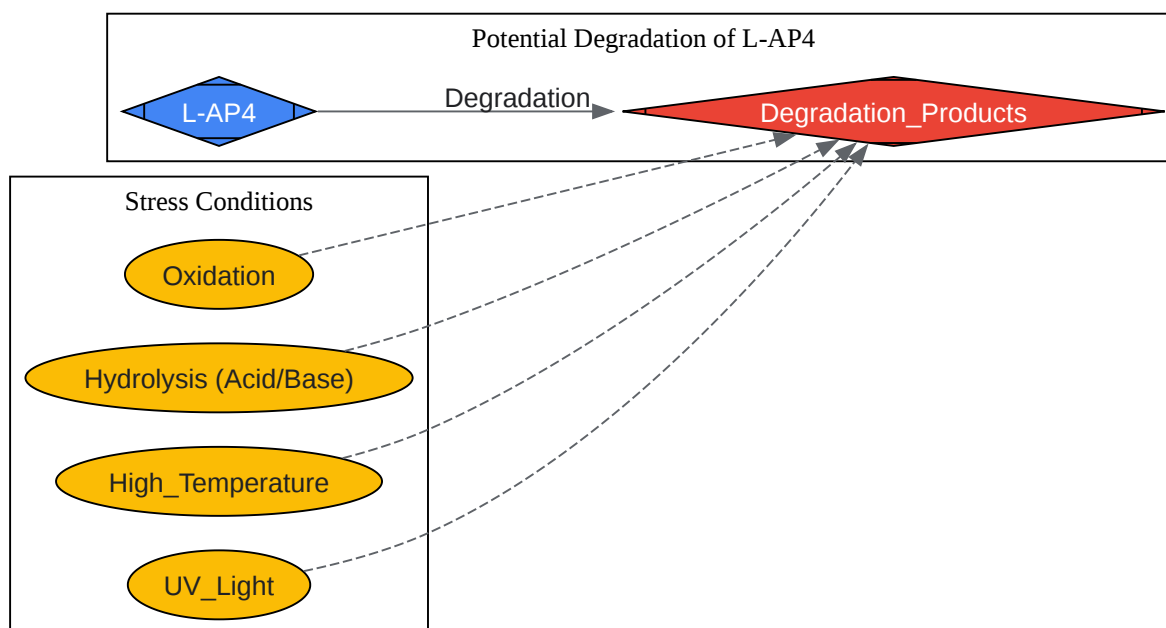 Potential Degradation of L-AP4
L-AP4
Degradation
Degradation_Products
Stress Conditions
Oxidation
Hydrolysis (Acid/Base)
High_Temperature
UV_Light